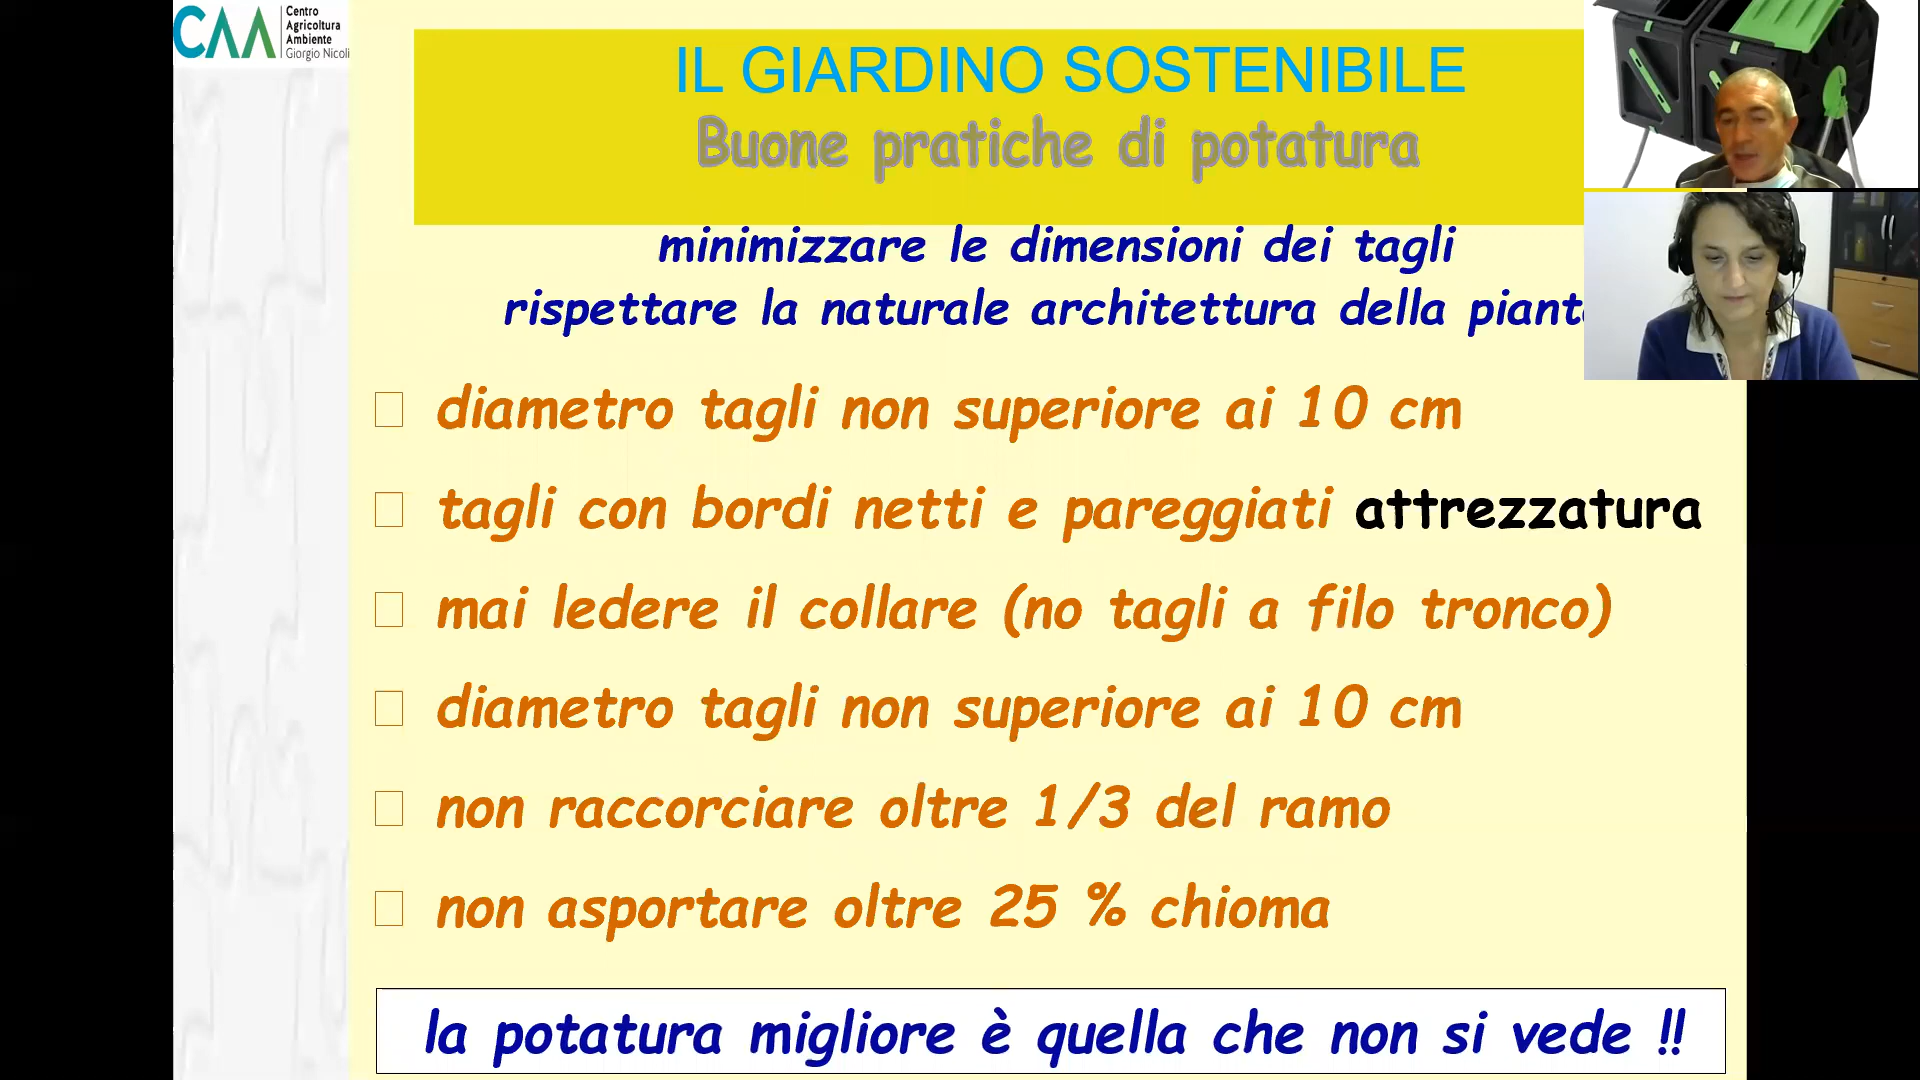 Centro
Agricoltura
Ambiente
Giorgio Nicoli
CAA
IL GIARDINO SOSTENIBILE
Buone pratiche di potatura
minimizzare le dimensioni dei tagli
rispettare la naturale architettura della piant
diametro tagli non superiore ai 10 cm
tagli con bordi netti e pareggiati attrezzatura
mai ledere il collare (no tagli a filo tronco)
diametro tagli non superiore ai 10 cm
non raccorciare oltre 1/3 del ramo
non asportare oltre 25 % chioma
la potatura migliore è quella che non si vede !!